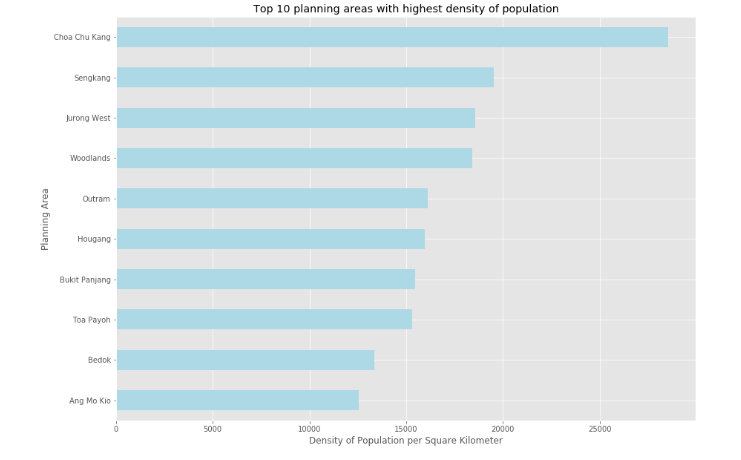 Top 10 planning areas with highest density of population
Choa Chu Kang
Sengkang
Jurong West
Woodlands
Outram
Hougang
Bukit Panjang
Toa Payoh
Bedok
Ang Mo Kio
Planning Area
0 5000 10000 15000 20000 25000
Density of Population per Square Kilometer